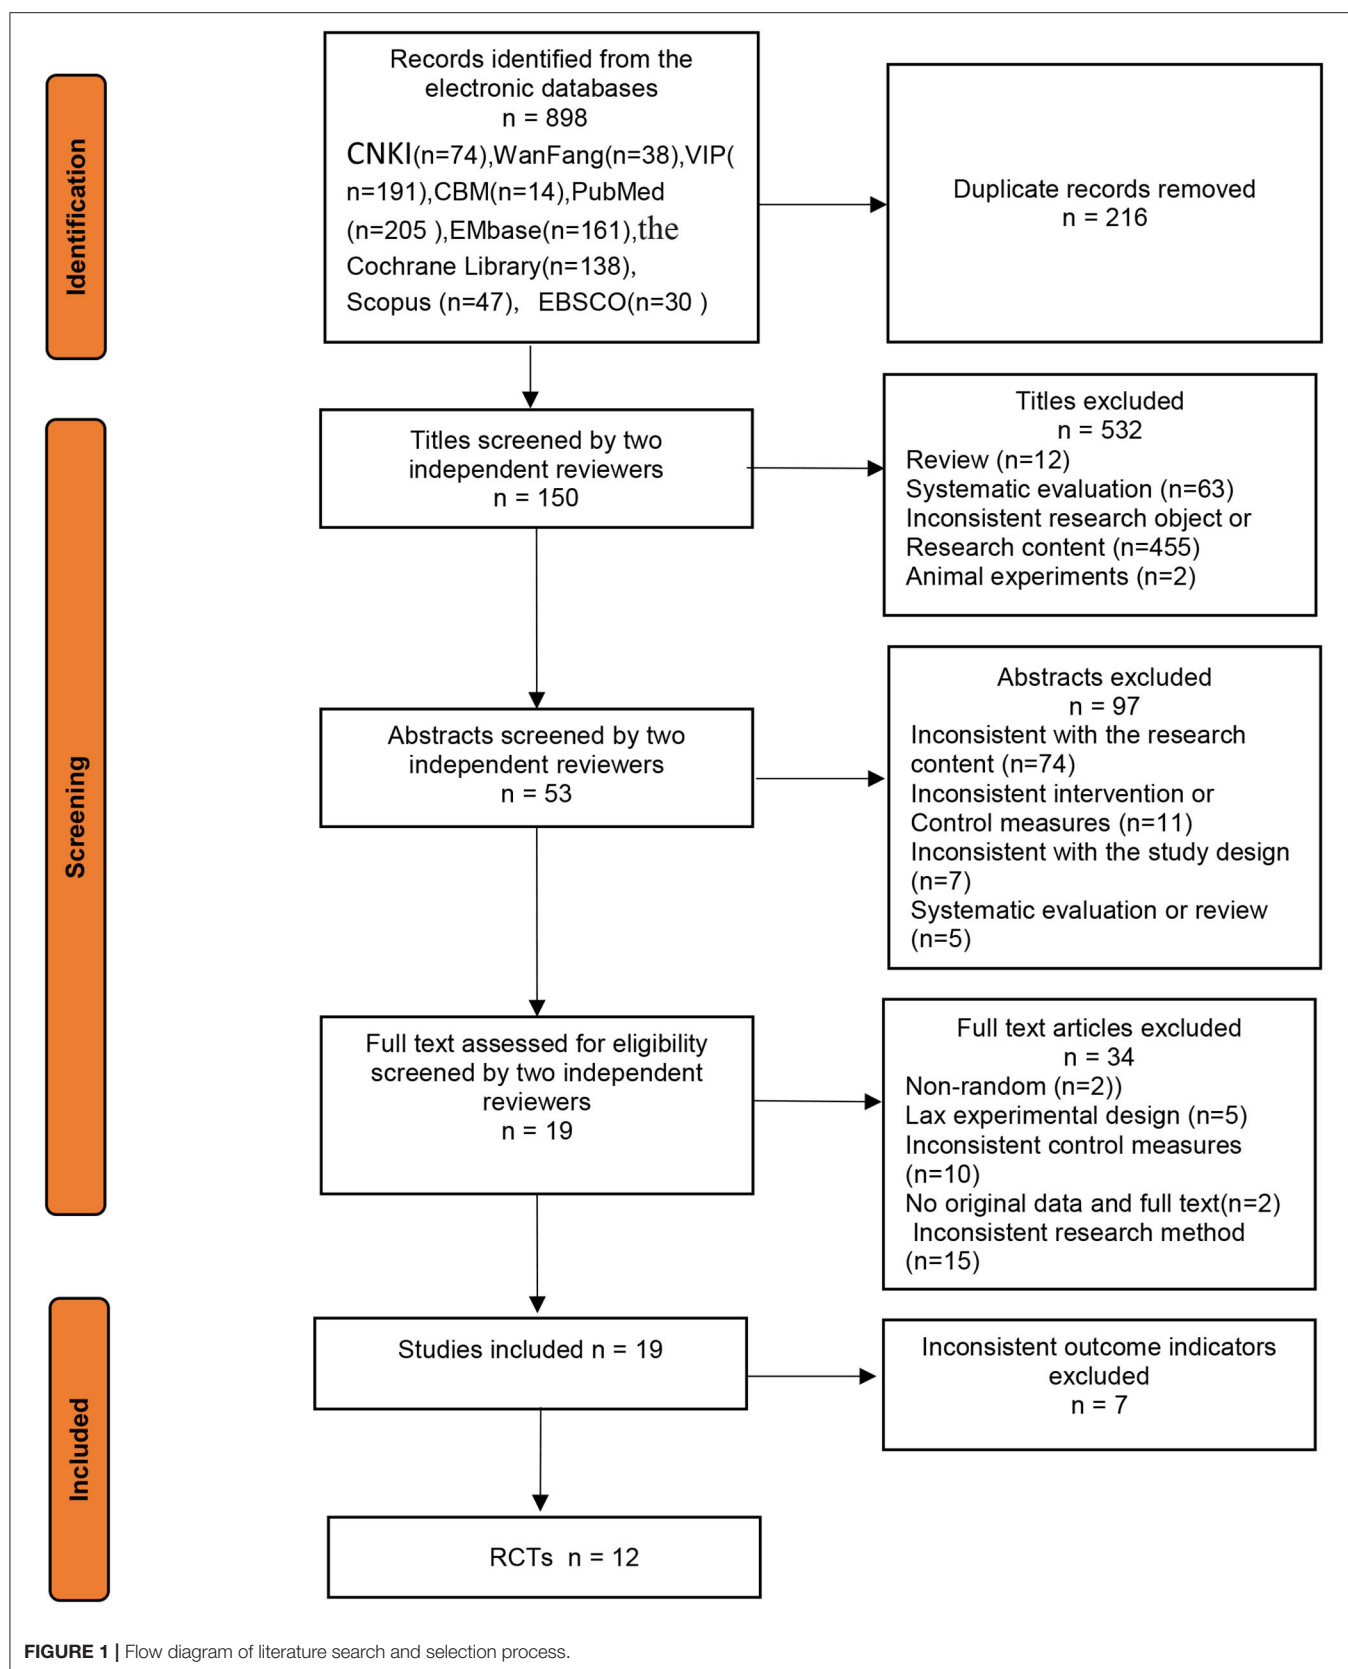 Identification
Records identified from the
electronic databases
n = 898
CNKI(n=74),WanFang(n=38),VIP(
n=191),CBM(n=14),PubMed
(n=205 ),EMbase(n=161),the
Cochrane Library(n=138),
Scopus (n=47), EBSCO(n=30 )
Duplicate records removed
n = 216
Screening
Titles screened by two
independent reviewers
n = 150
Titles excluded
n = 532
Review (n=12)
Systematic evaluation (n=63)
Inconsistent research object or
Research content (n=455)
Animal experiments (n=2)
Abstracts screened by two
independent reviewers
n = 53
Abstracts excluded
n = 97
Inconsistent with the research
content (n=74)
Inconsistent intervention or
Control measures (n=11)
Inconsistent with the study design
(n=7)
Systematic evaluation or review
(n=5)
Full text assessed for eligibility
screened by two independent
reviewers
n = 19
Full text articles excluded
n = 34
Non-random (n=2))
Lax experimental design (n=5)
Inconsistent control measures
(n=10)
No original data and full text(n=2)
Inconsistent research method
(n=15)
Included
Studies included n = 19
Inconsistent outcome indicators
excluded
n = 7
RCTs n = 12
FIGURE 1 | Flow diagram of literature search and selection process.